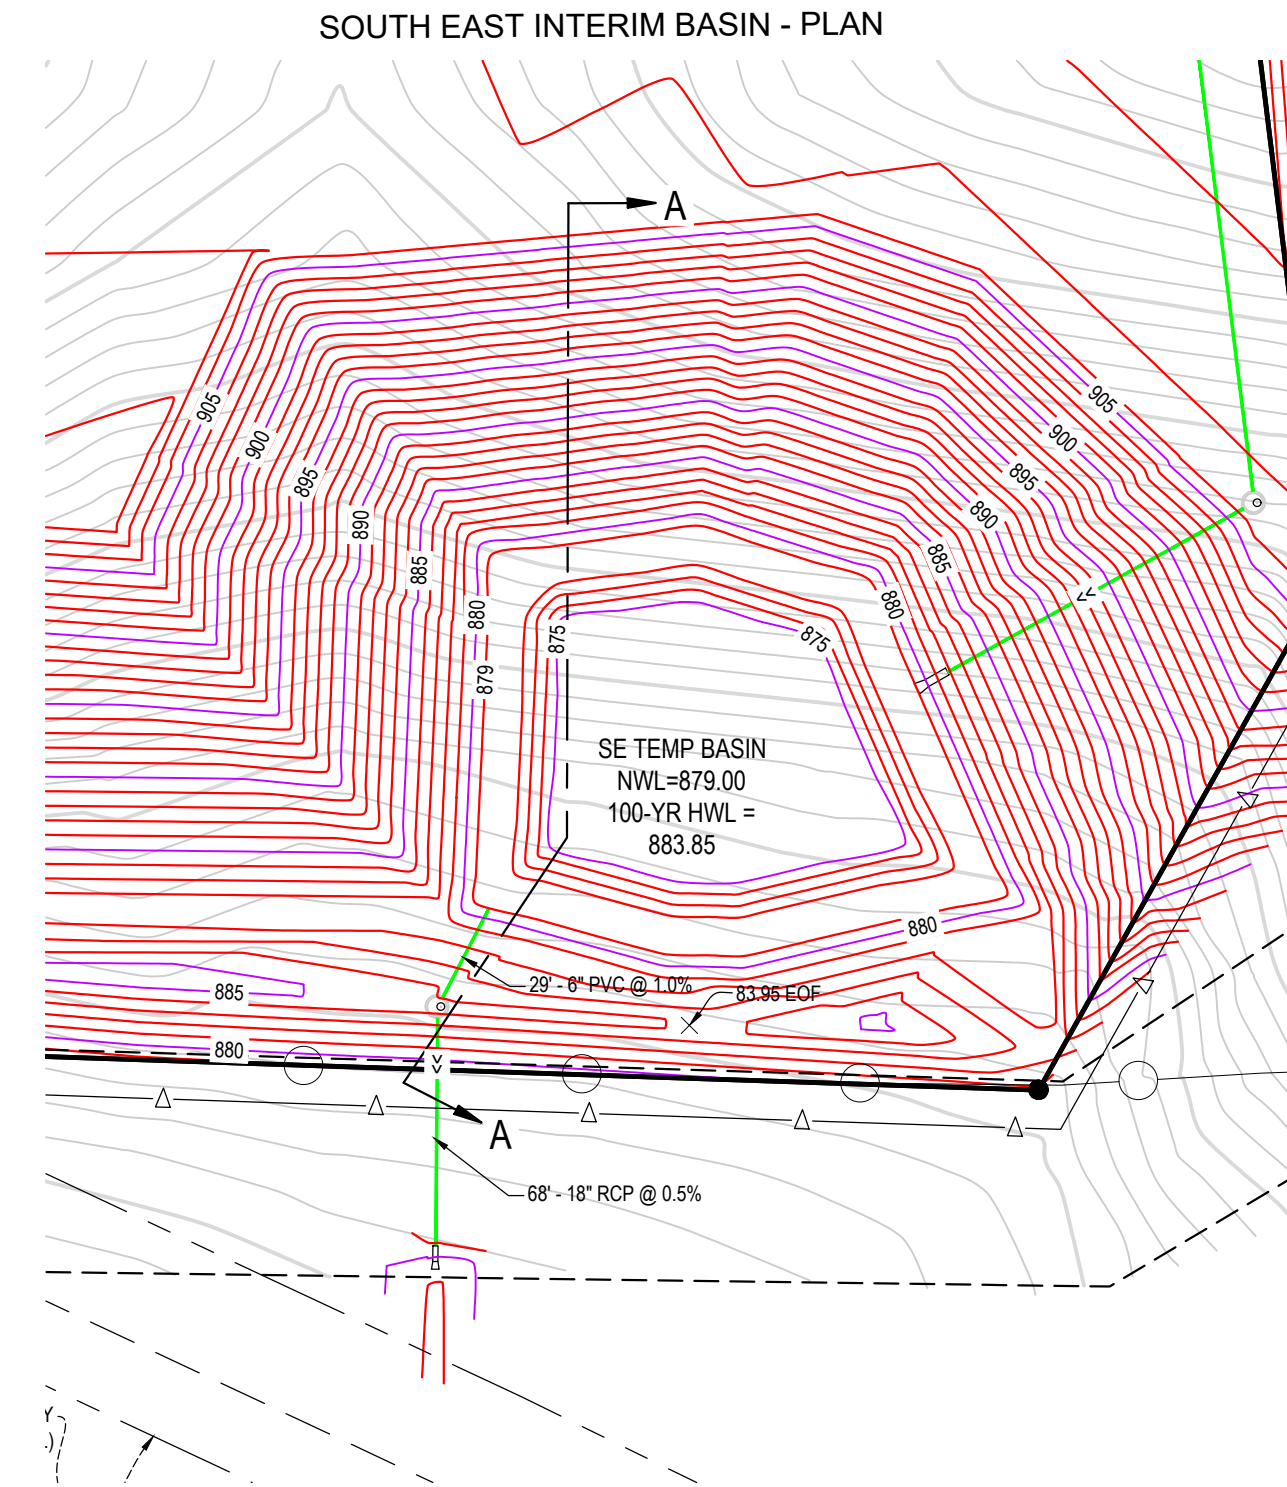 SOUTH EAST INTERIM BASIN - PLAN
A
905
900
895
890
885
880
879
875
905
900
895
890
885
880
875
SE TEMP BASIN
NWL=879.00
100-YR HWL =
883.85
880
29' - 6" PVC @ 1.0%
83.95 EOF
885
880
A
68' - 18" RCP @ 0.5%
Y
.)